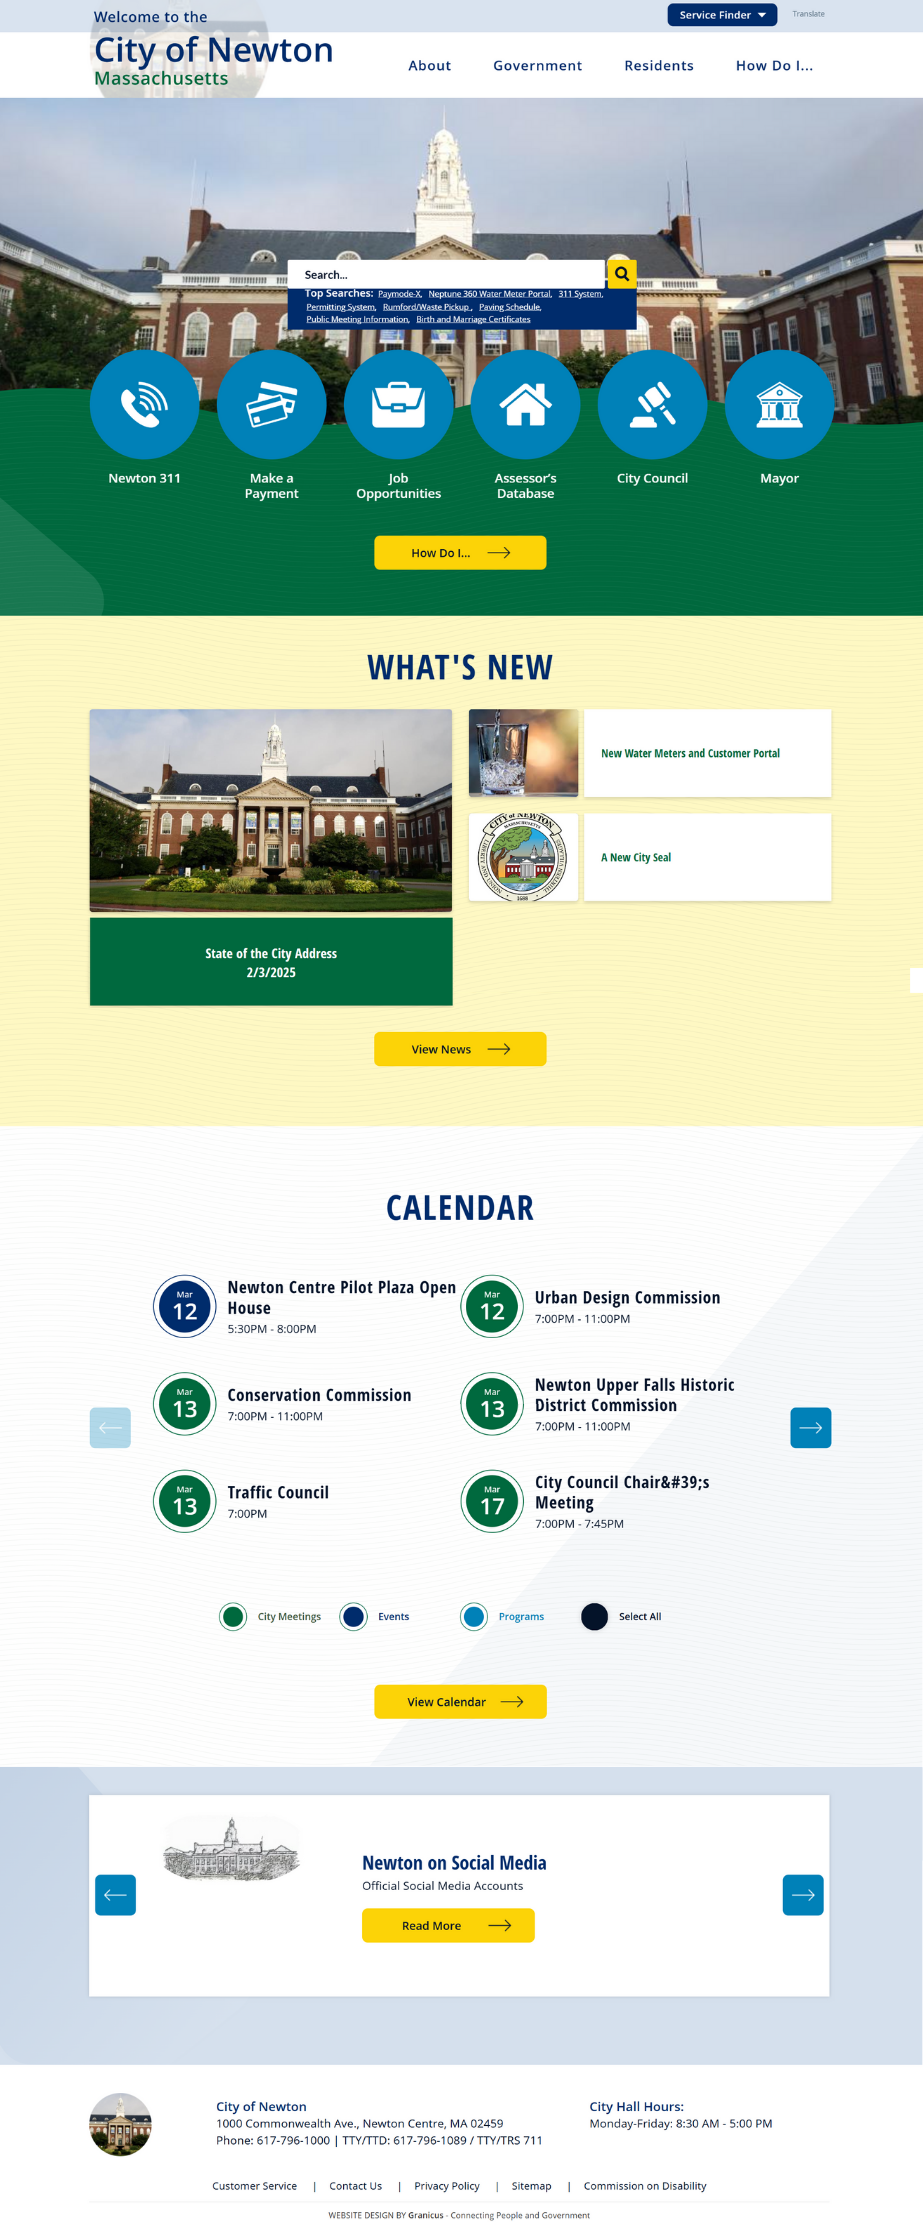 Welcome to the
City of Newton
Massachusetts
Service Finder
Translate
About
Government
Residents
How Do I...
Search...
Top Searches: Paymode-X, Neptune 360 Water Meter Portal, 311 System,
Permitting System, Rumford/Waste Pickup , Paving Schedule,
Public Meeting Information, Birth and Marriage Certificates
Newton 311
Make a
Payment
Job
Opportunities
Assessor's
Database
City Council
Mayor
How Do I...
WHAT'S NEW
State of the City Address
2/3/2025
New Water Meters and Customer Portal
CITY of NEWTON
MASSACHUSETTS
1688
A New City Seal
View News
CALENDAR
Mar
12
Newton Centre Pilot Plaza Open
House
5:30PM - 8:00PM
Mar
12
Urban Design Commission
7:00PM - 11:00PM
Mar
13
Conservation Commission
7:00PM - 11:00PM
Mar
13
Newton Upper Falls Historic
District Commission
7:00PM - 11:00PM
Mar
13
Traffic Council
7:00PM
Mar
17
City Council Chair&#39;s
Meeting
7:00PM - 7:45PM
City Meetings
Events
Programs
Select All
View Calendar
Newton on Social Media
Official Social Media Accounts
Read More
City of Newton
1000 Commonwealth Ave., Newton Centre, MA 02459
Phone: 617-796-1000 | TTY/TTD: 617-796-1089 / TTY/TRS 711
City Hall Hours:
Monday-Friday: 8:30 AM - 5:00 PM
Customer Service | Contact Us | Privacy Policy | Sitemap | Commission on Disability
WEBSITE DESIGN BY Granicus - Connecting People and Government